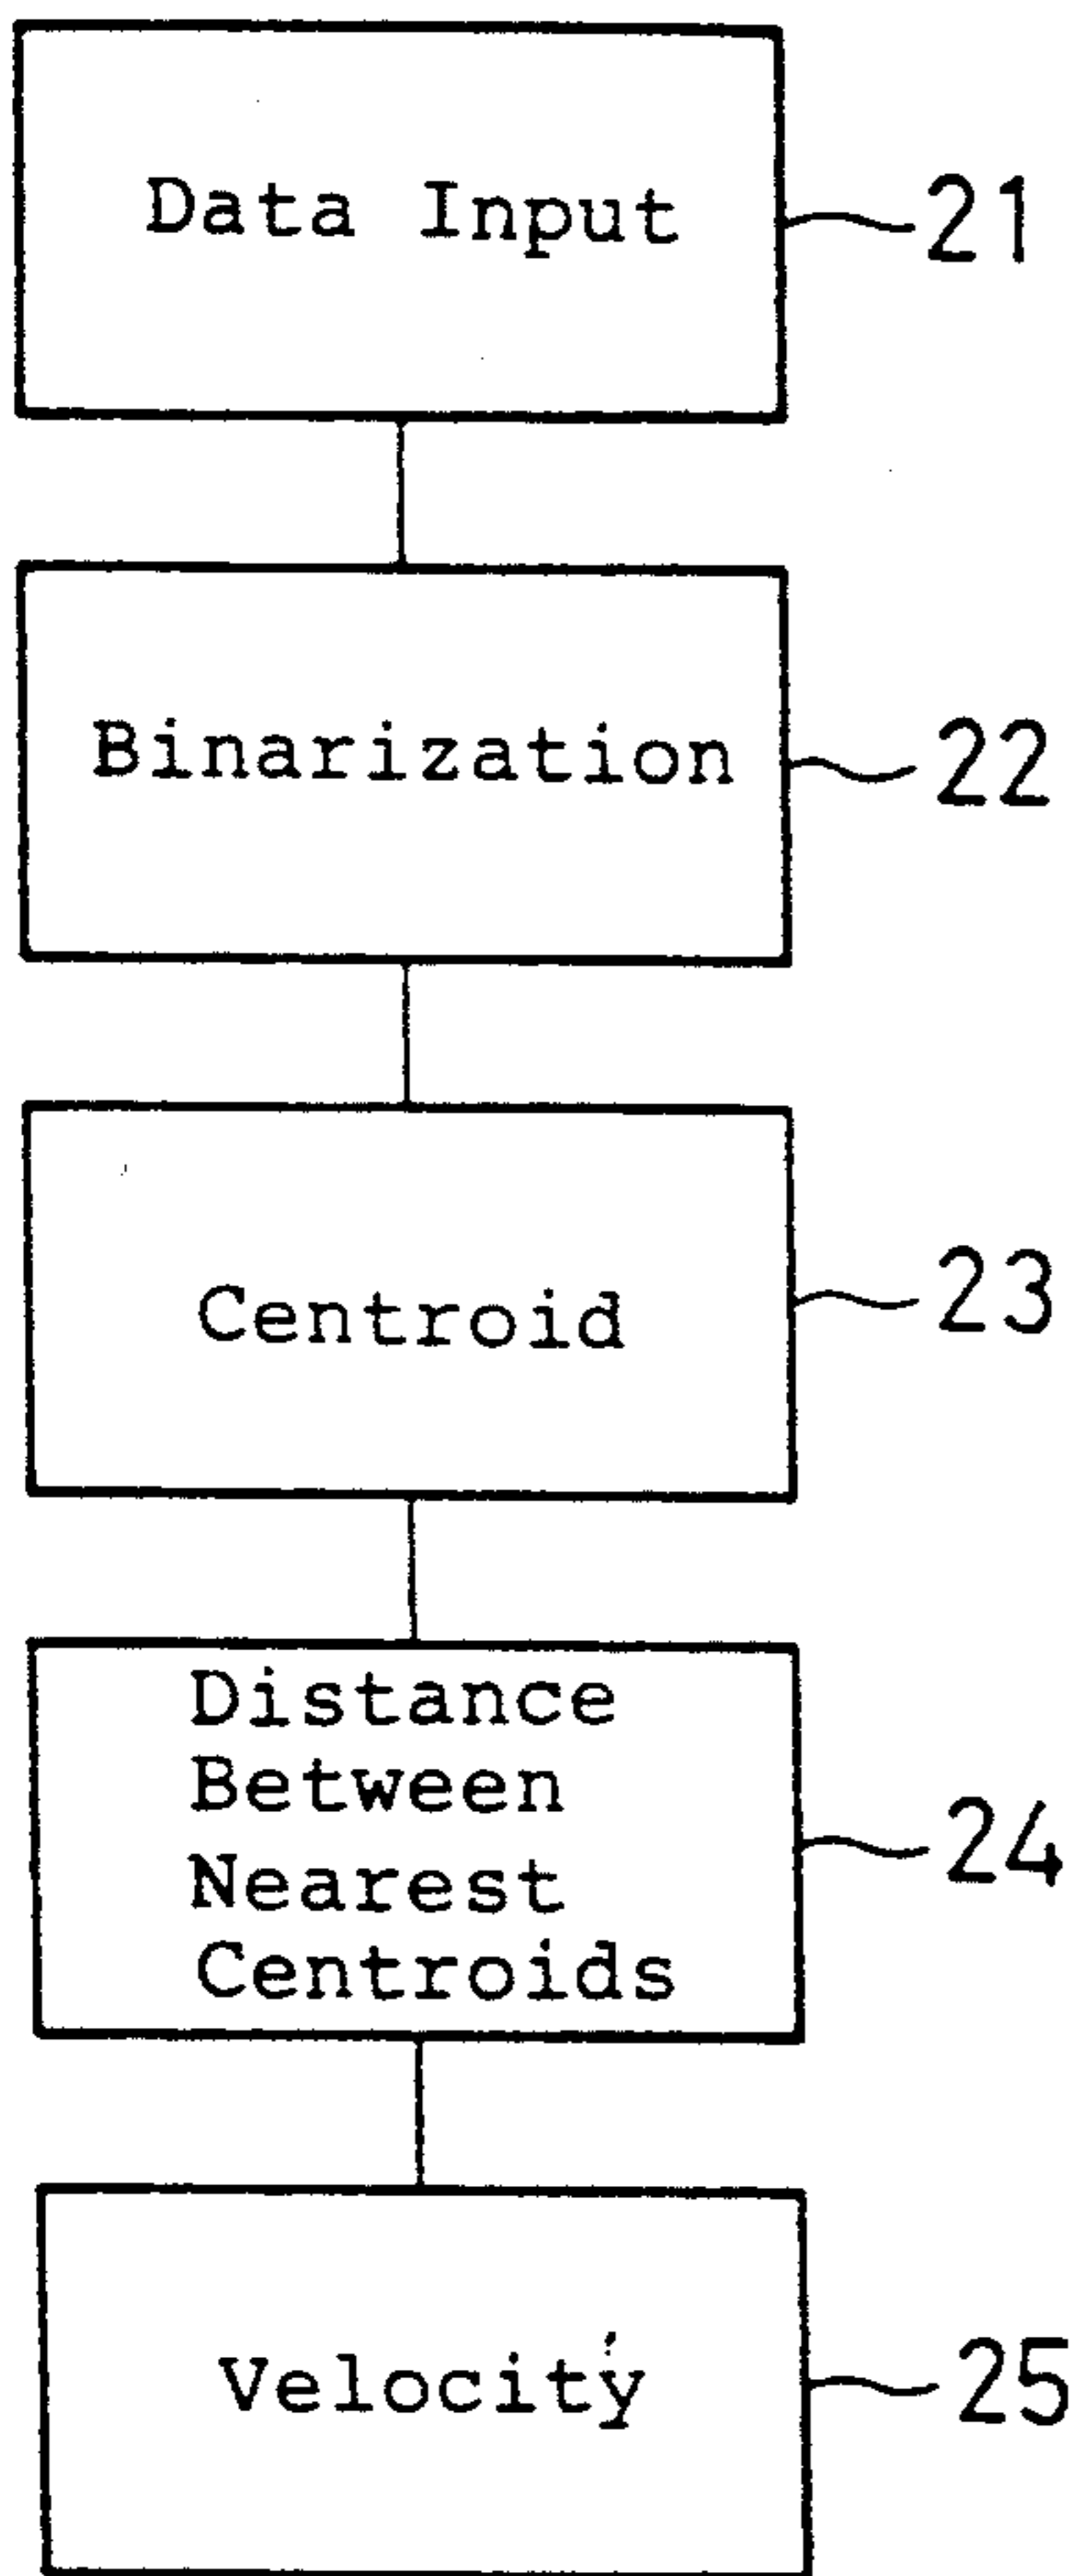 Data Input
21
Binarization
22
Centroid
23
Distance
Between
Nearest
Centroids
24
Velocity
25